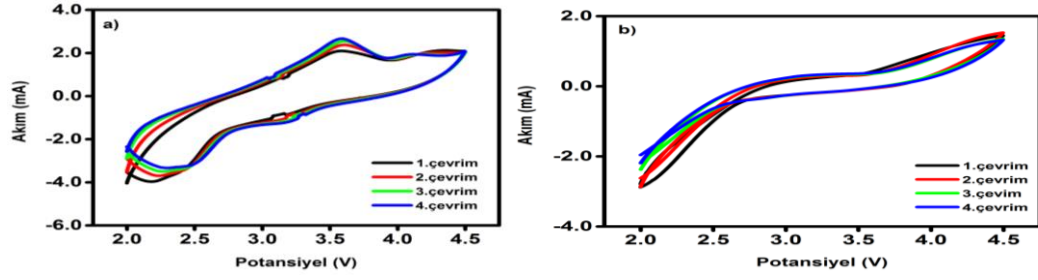 a)
Akım (mA)
4.0
2.0
0.0
-2.0
-4.0
-6.0
1.çevrim
2.çevrim
3.çevrim
4.çevrim
2.0 2.5 3.0 3.5 4.0 4.5
Potansiyel (V)
b)
Akım (mA)
2.0
0.0
-2.0
-4.0
1.çevrim
2.çevrim
3.çevim
4.çevrim
2.0 2.5 3.0 3.5 4.0 4.5
Potansiyel (V)